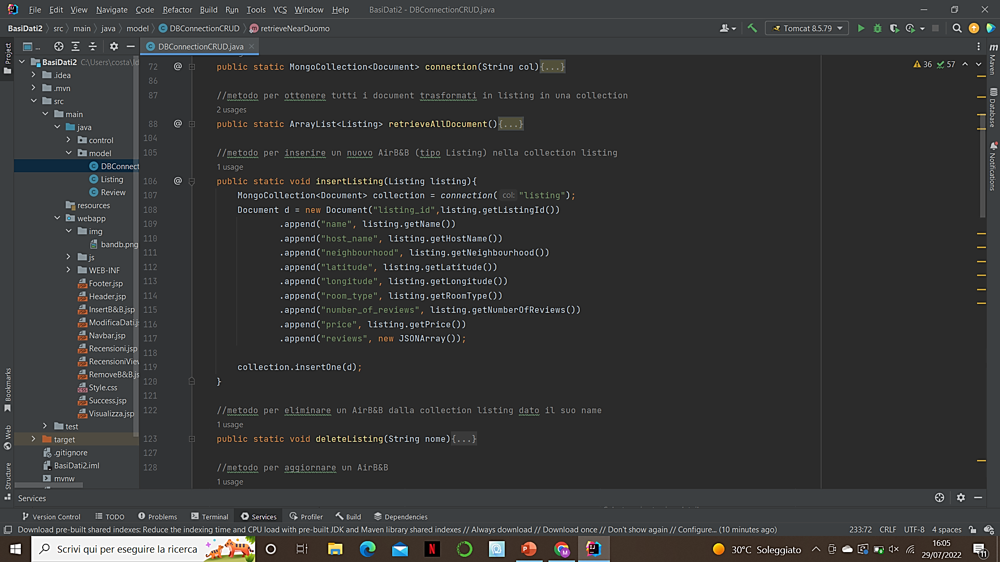 File Edit View Navigate Code Refactor Build Run Tools VCS Window Help BasiDati2 - DBConnectionCRUD.java
BasiDati2 src main java model DBConnectionCRUD retrieveNearDuomo Tomcat 8.5.79
Project
... DBConnectionCRUD.java
BasiDati2 C:\Users\costa\Id
.idea
.mvn
src
main
java
control
model
DBConnect
Listing
Review
resources
webapp
img
bandb.png
js
WEB-INF
Footer.jsp
Header.jsp
InsertB&B.jsp
ModificaDati.js
Navbar.jsp
Recensioni.jsp
RecensioniViev
RemoveB&B.js
Style.css
Success.jsp
Visualizza.jsp
test
target
.gitignore
BasiDati2.iml
mvnw
Bookmarks
Web
Structure
36 57
72 @ public static MongoCollection<Document> connection(String col){...}
86
87 //metodo per ottenere tutti i document trasformati in listing in una collection
2 usages
88 @ public static ArrayList<Listing> retrieveAllDocument(){...}
104
105 //metodo per inserire un nuovo AirB&B (tipo Listing) nella collection listing
1 usage
106 @ public static void insertListing(Listing listing){
107 MongoCollection<Document> collection = connection( col: "listing");
108 Document d = new Document("listing_id",listing.getListingId())
109 .append("name", listing.getName())
110 .append("host_name", listing.getHostName())
111 .append("neighbourhood", listing.getNeighbourhood())
112 .append("latitude", listing.getLatitude())
113 .append("longitude", listing.getLongitude())
114 .append("room_type", listing.getRoomType())
115 .append("number_of_reviews", listing.getNumberOfReviews())
116 .append("price", listing.getPrice())
117 .append("reviews", new JSONArray());
118
119 collection.insertOne(d);
120 }
121
122 //metodo per eliminare un AirB&B dalla collection listing dato il suo name
1 usage
123 public static void deleteListing(String nome){...}
127
128 //metodo per aggiornare un AirB&B
1 usage
Maven
Database
Notifications
Services
Version Control TODO Problems Terminal Services Profiler Build Dependencies
Download pre-built shared indexes: Reduce the indexing time and CPU load with pre-built JDK and Maven library shared indexes // Always download // Download once // Don't show again // Configure... (10 minutes ago) 233:72 CRLF UTF-8 4 spaces
Scrivi qui per eseguire la ricerca 30°C Soleggiato 16:05
29/07/2022
11